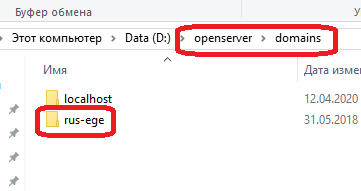 Буфер обмена
Этот компьютер > Data (D:) > openserver > domains
Имя Дата измен
localhost 12.04.2020
rus-ege 31.05.2018